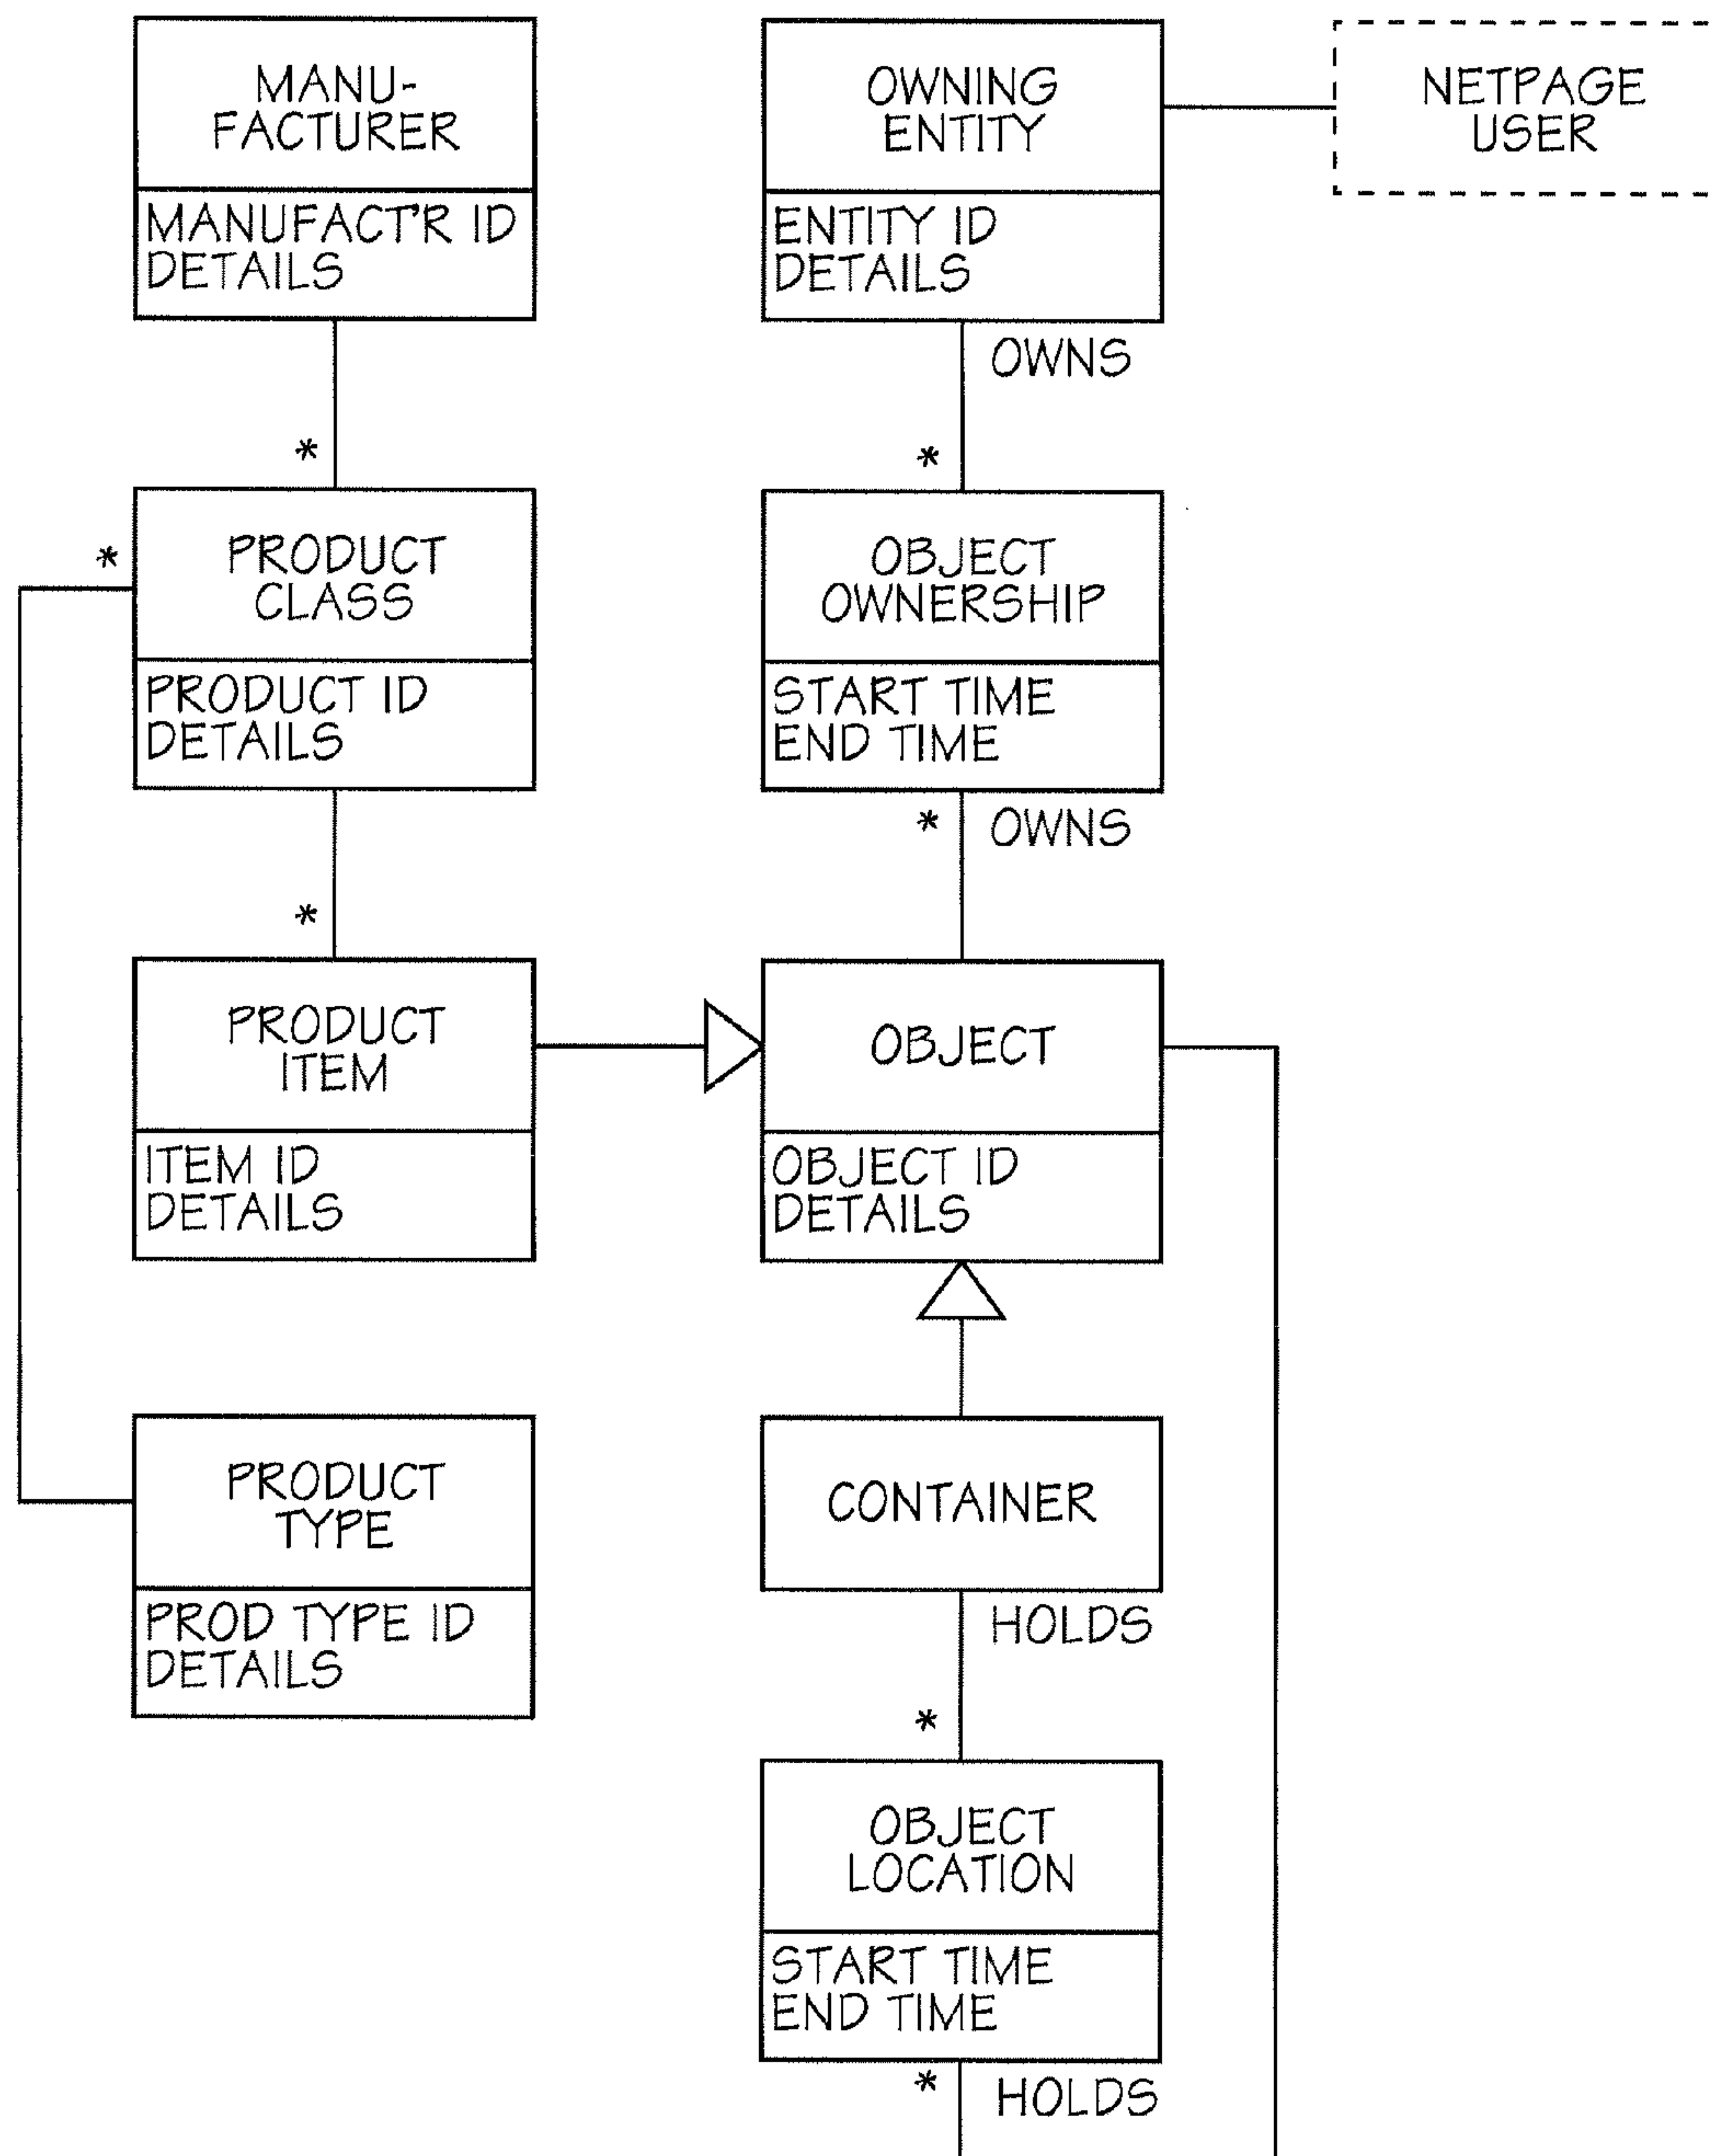 MANU-
FACTURER
MANUFACT'R ID
DETAILS
OWNING
ENTITY
ENTITY ID
DETAILS
NETPAGE
USER
OWNS
*
*
*
PRODUCT
CLASS
PRODUCT ID
DETAILS
OBJECT
OWNERSHIP
START TIME
END TIME
* OWNS
*
PRODUCT
ITEM
ITEM ID
DETAILS
OBJECT
OBJECT ID
DETAILS
PRODUCT
TYPE
PROD TYPE ID
DETAILS
CONTAINER
HOLDS
*
OBJECT
LOCATION
START TIME
END TIME
* HOLDS